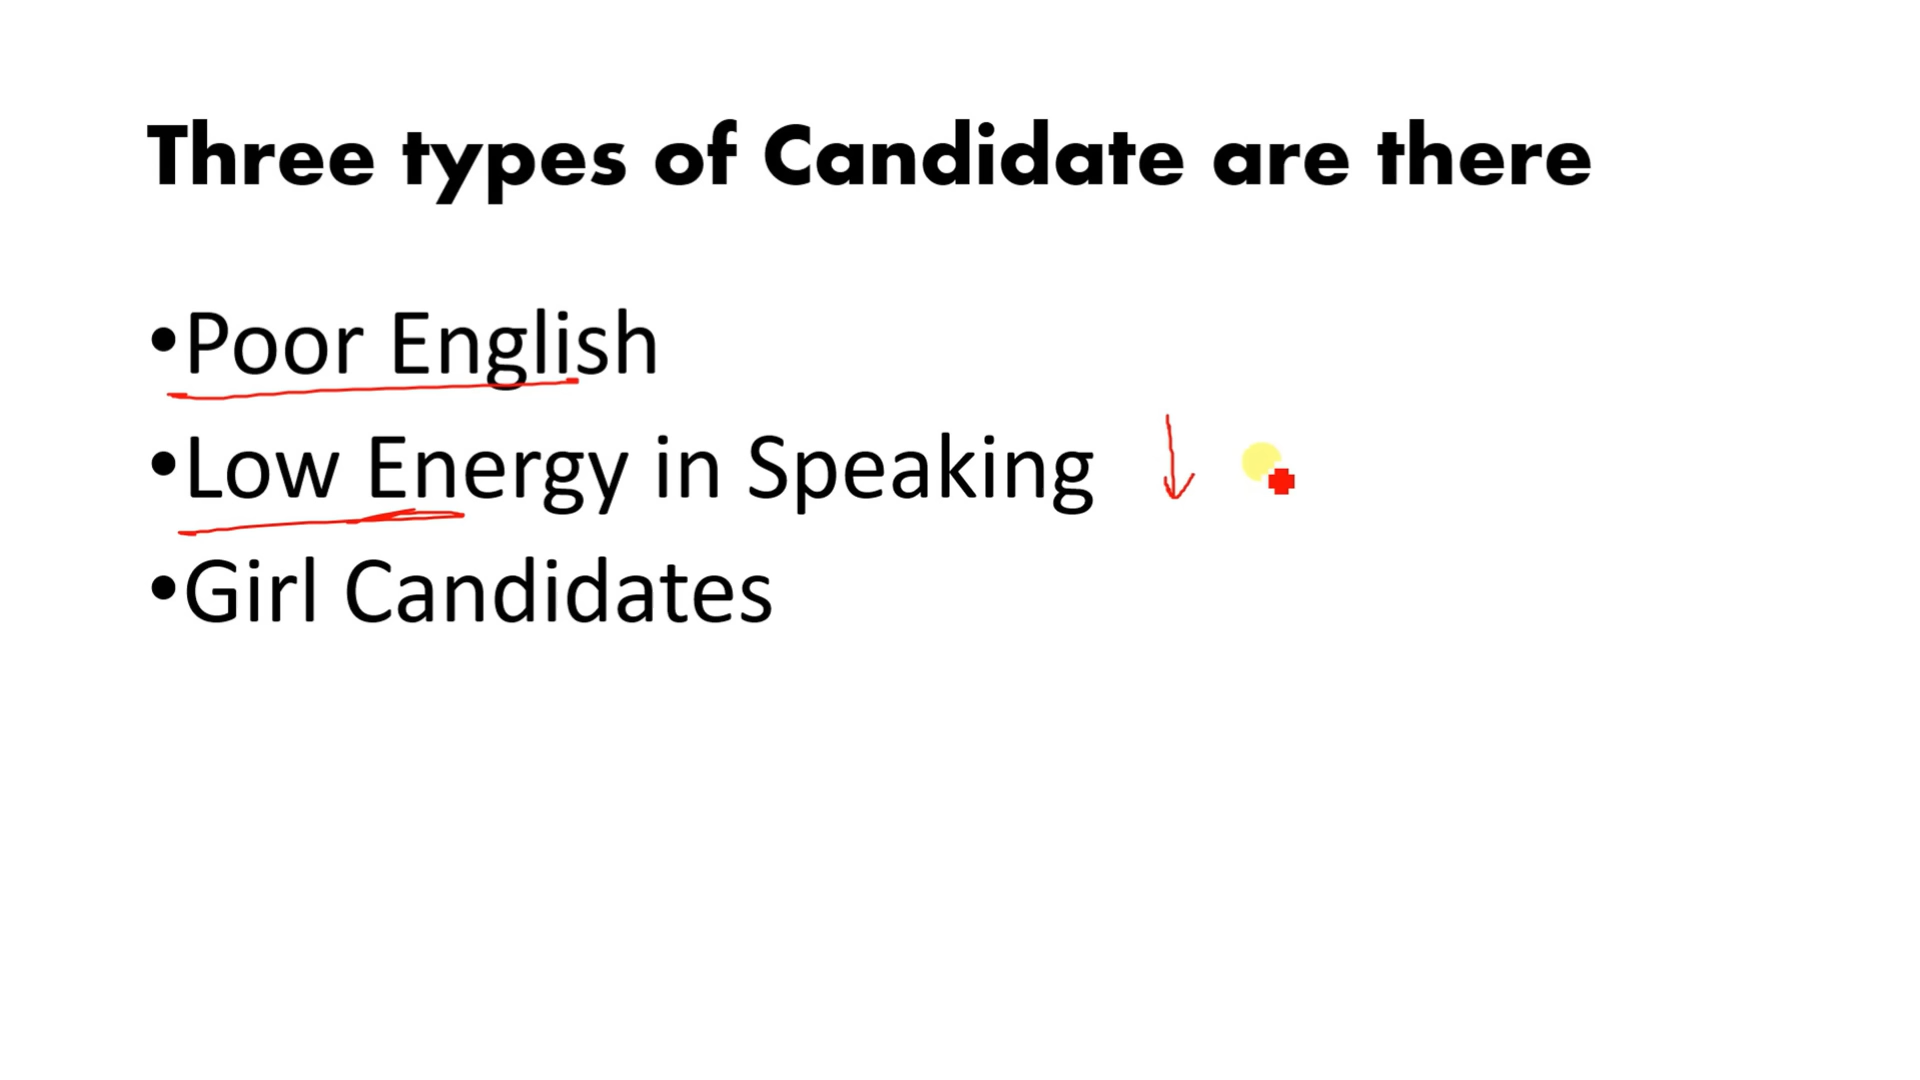 Three types of Candidate are there
•Poor English
•Low Energy in Speaking
•Girl Candidates